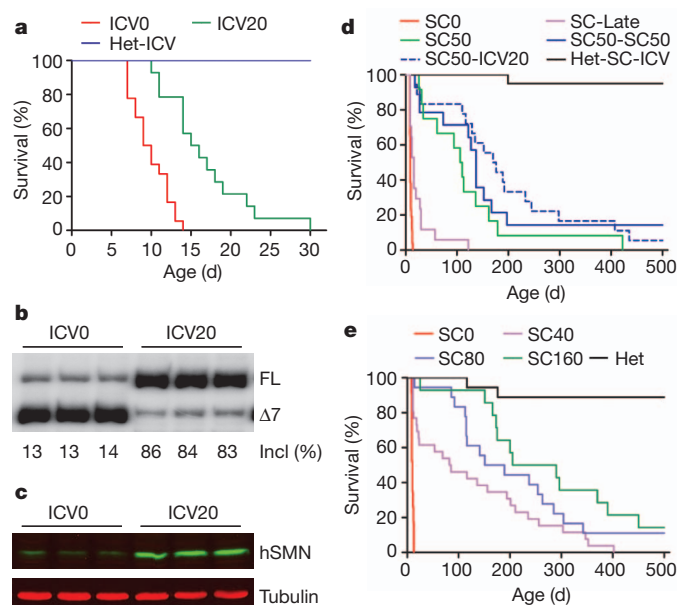 a
ICV0 ICV20
Het-ICV
Survival (%)
100
80
60
40
20
0
0 5 10 15 20 25 30
Age (d)
b
ICV0 ICV20
FL
Δ7
13 13 14 86 84 83 Incl (%)
c
ICV0 ICV20
hSMN
Tubulin
d
SC0 SC-Late
SC50 SC50-SC50
SC50-ICV20 Het-SC-ICV
Survival (%)
100
80
60
40
20
0
0 100 200 300 400 500
Age (d)
e
SC0 SC40
SC80 SC160 Het
Survival (%)
100
80
60
40
20
0
0 100 200 300 400 500
Age (d)